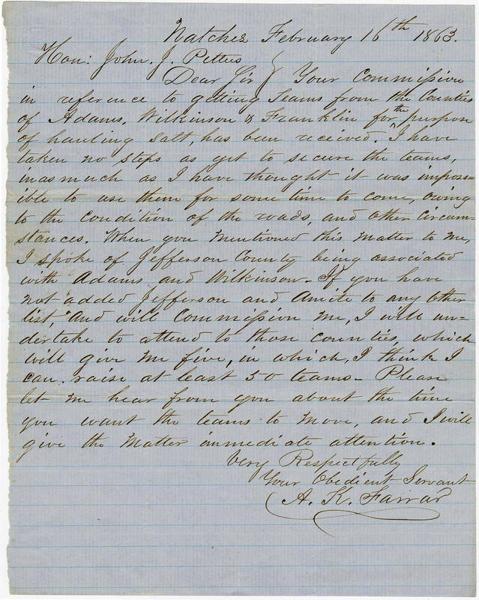 Natchez February 16th 1863.
Hon: John. J. Pettus
Dear Sir } Your Commission
in reference to getting Teams from the Counties
of Adams, Wilkinson & Franklin for the purpose
of hauling Salt, has been received. I have
taken no steps as yet to secure the teams,
inasmuch as I have thought it was impos-
ible to use them for some time to come, owing
to the condition of the roads, and other circum-
stances. When you mentioned this matter to me,
I spoke of Jefferson County being associated
with Adams and Wilkinson. If you have
not added Jefferson and Amite to any other
list, and will Commission me, I will un-
dertake to attend to those counties, which
will give me five, in which, I think I
can raise at least 50 teams - Please
let me hear from you about the time
you want the teams to move, and I will
give the matter immediate attention.
Very Respectfully
Your Obedient Servant
A. K. Farrar